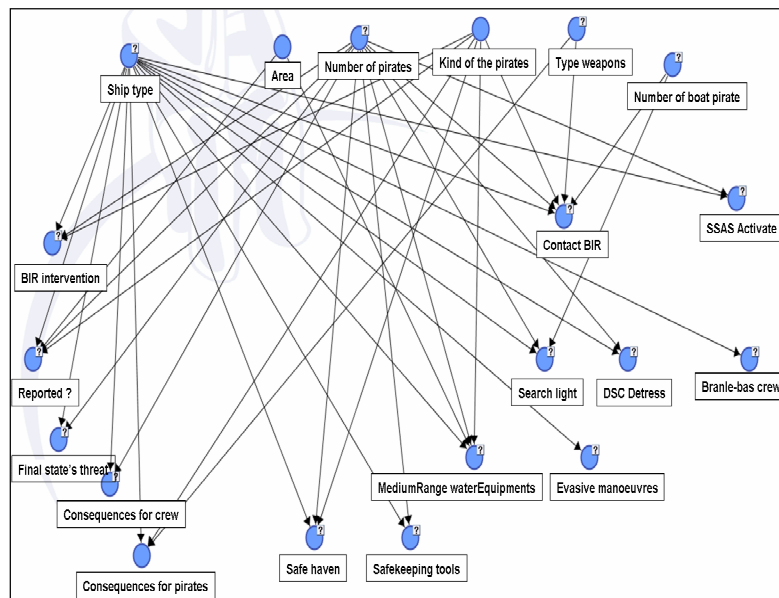 Ship type
Area
Number of pirates
Kind of the pirates
Type weapons
Number of boat pirate
SSAS Activate
Contact BIR
BIR intervention
Reported ?
Search light
DSC Detress
Branle-bas crew
Final state's threat
MediumRange waterEquipments
Evasive manoeuvres
Consequences for crew
Safe haven
Safekeeping tools
Consequences for pirates